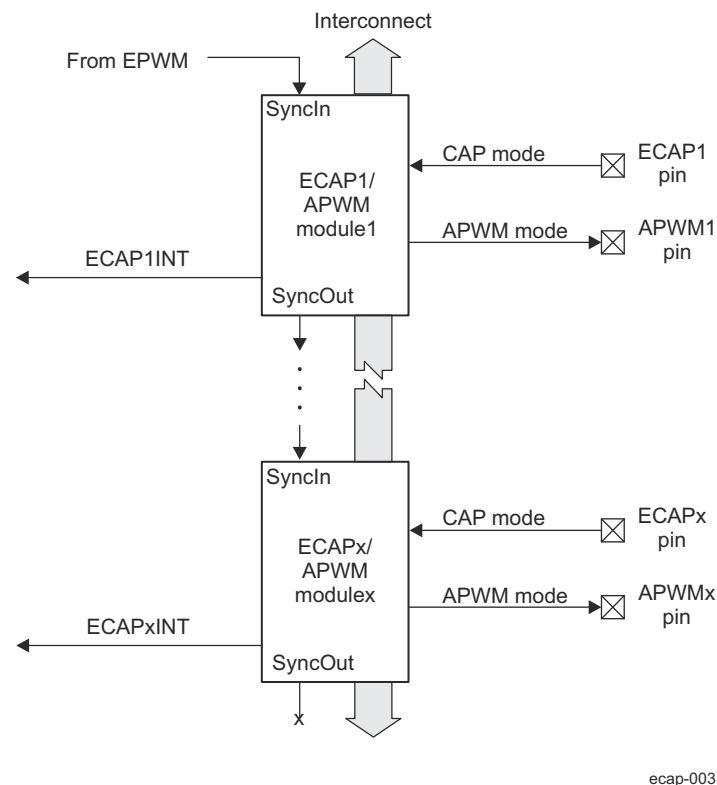 Interconnect
From EPWM
SyncIn
CAP mode
ECAP1
pin
ECAP1/
APWM
module1
APWM mode
APWM1
pin
ECAP1INT
SyncOut
SyncIn
CAP mode
ECAPx
pin
ECAPx/
APWM
modulex
APWM mode
APWMx
pin
ECAPxINT
SyncOut
x
ecap-003